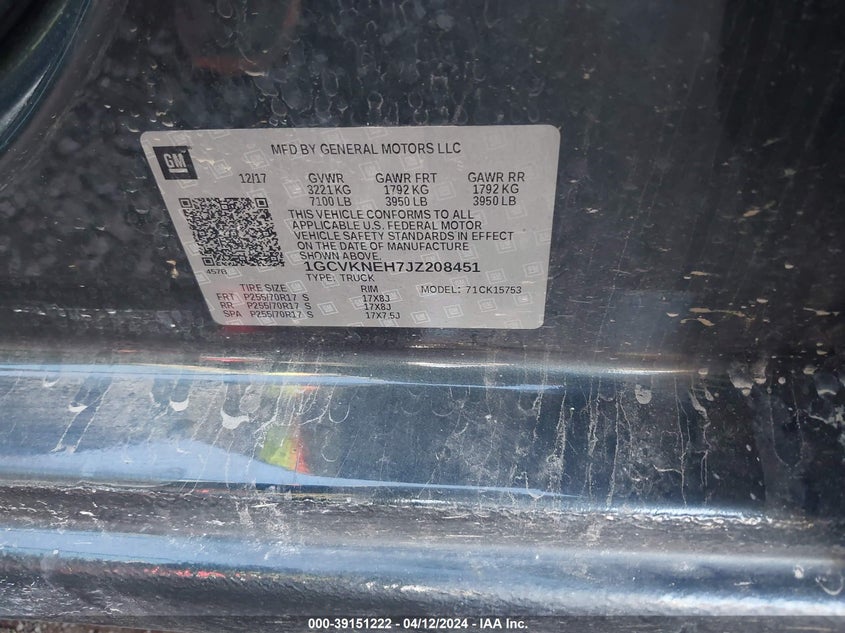 GM
MFD BY GENERAL MOTORS LLC
12/17 GVWR GAWR FRT GAWR RR
3221 KG 1792 KG 1792 KG
7100 LB 3950 LB 3950 LB
THIS VEHICLE CONFORMS TO ALL
APPLICABLE U.S. FEDERAL MOTOR
VEHICLE SAFETY STANDARDS IN EFFECT
ON THE DATE OF MANUFACTURE
SHOWN ABOVE.
457B 1GCVKNEH7JZ208451
TYPE: TRUCK
TIRE SIZE RIM MODEL: 71CK15753
FRT P255/70R17 S 17X8J
RR P255/70R17 S 17X8J
SPA P255/70R17 S 17X7.5J
000-39151222 - 04/12/2024 - IAA Inc.